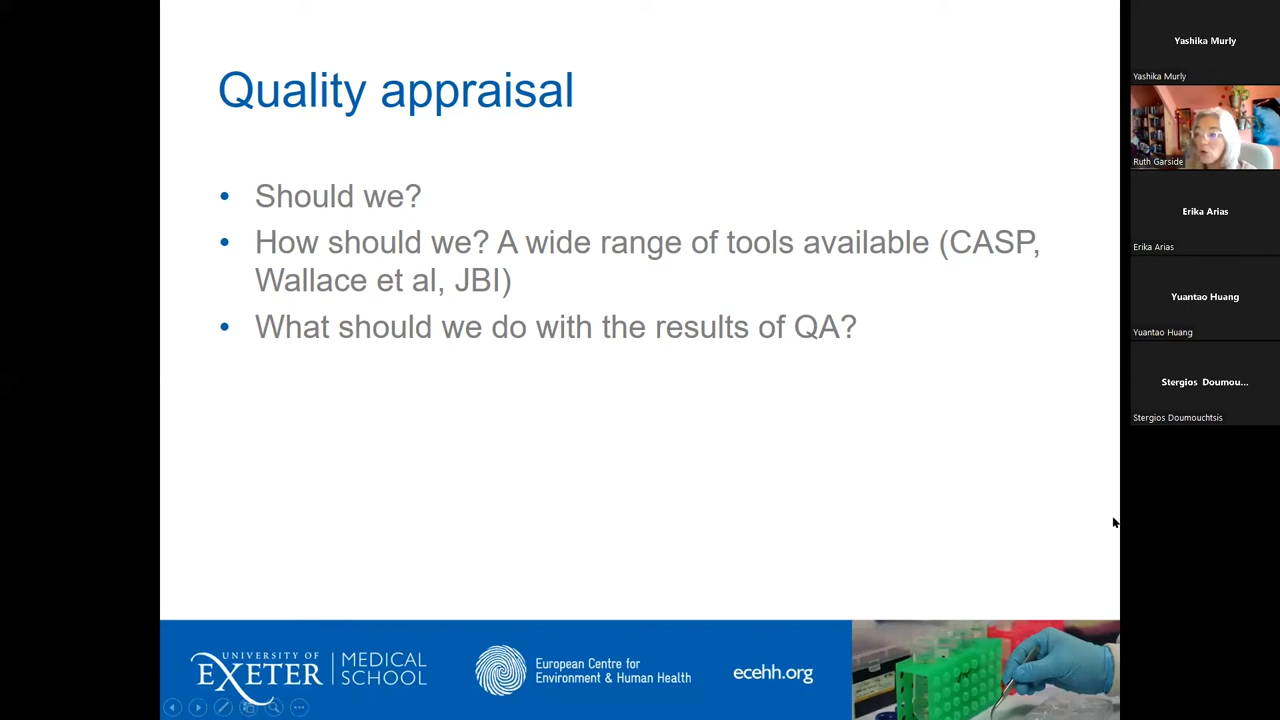 Quality appraisal
• Should we?
• How should we? A wide range of tools available (CASP,
Wallace et al, JBI)
• What should we do with the results of QA?
UNIVERSITY OF
EXETER
MEDICAL
SCHOOL
European Centre for
Environment & Human Health
ecehh.org
Yashika Murly
Yashika Murly
Ruth Garside
Erika Arias
Erika Arias
Yuantao Huang
Yuantao Huang
Stergios Doumou...
Stergios Doumouchtsis